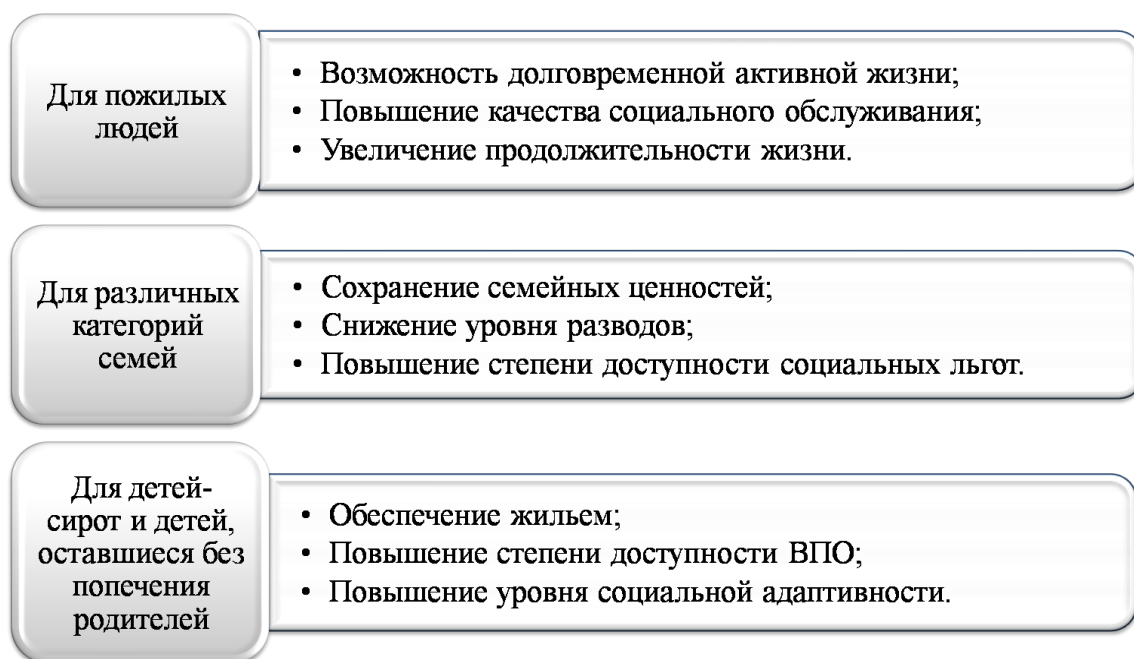 Для пожилых
людей
• Возможность долговременной активной жизни;
• Повышение качества социального обслуживания;
• Увеличение продолжительности жизни.
Для различных
категорий
семей
• Сохранение семейных ценностей;
• Снижение уровня разводов;
• Повышение степени доступности социальных льгот.
Для детей-
сирот и детей,
оставшиеся без
попечения
родителей
• Обеспечение жильем;
• Повышение степени доступности ВПО;
• Повышение уровня социальной адаптивности.